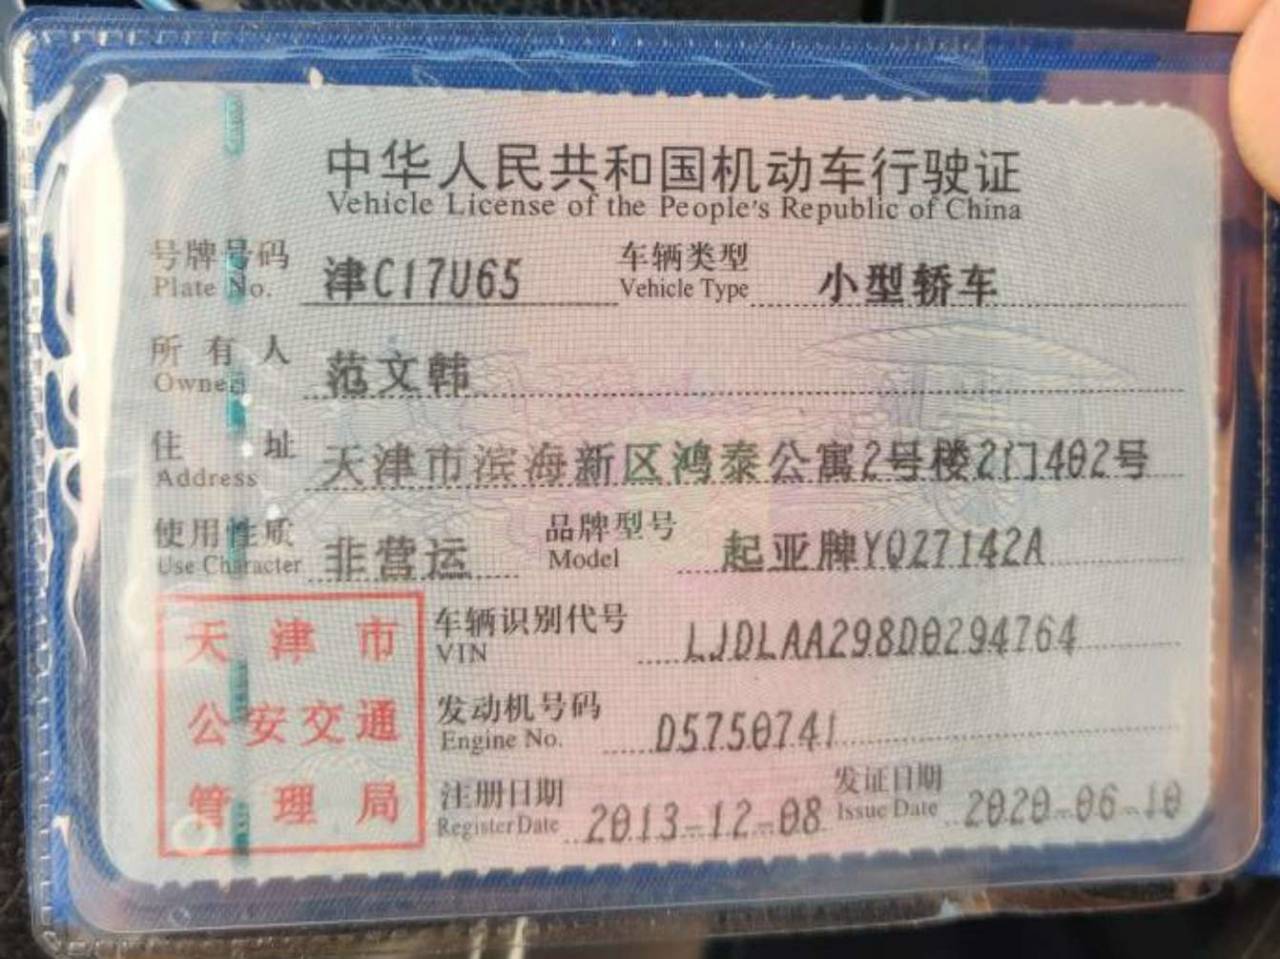 中华人民共和国机动车行驶证
Vehicle License of the People's Republic of China
号牌号码 津C17U65 车辆类型 小型轿车
Plate No. Vehicle Type
所有人 范文韩
Owner
住址 天津市滨海新区鸿泰公寓2号楼2门402号
Address
使用性质 非营运 品牌型号 起亚牌YQZ7142A
Use Character Model
天津市
公安交通
管理局
车辆识别代号 LJDLAA298D0294764
VIN
发动机号码 D5750741
Engine No.
注册日期 2013-12-08 发证日期 2020-06-10
Register Date Issue Date